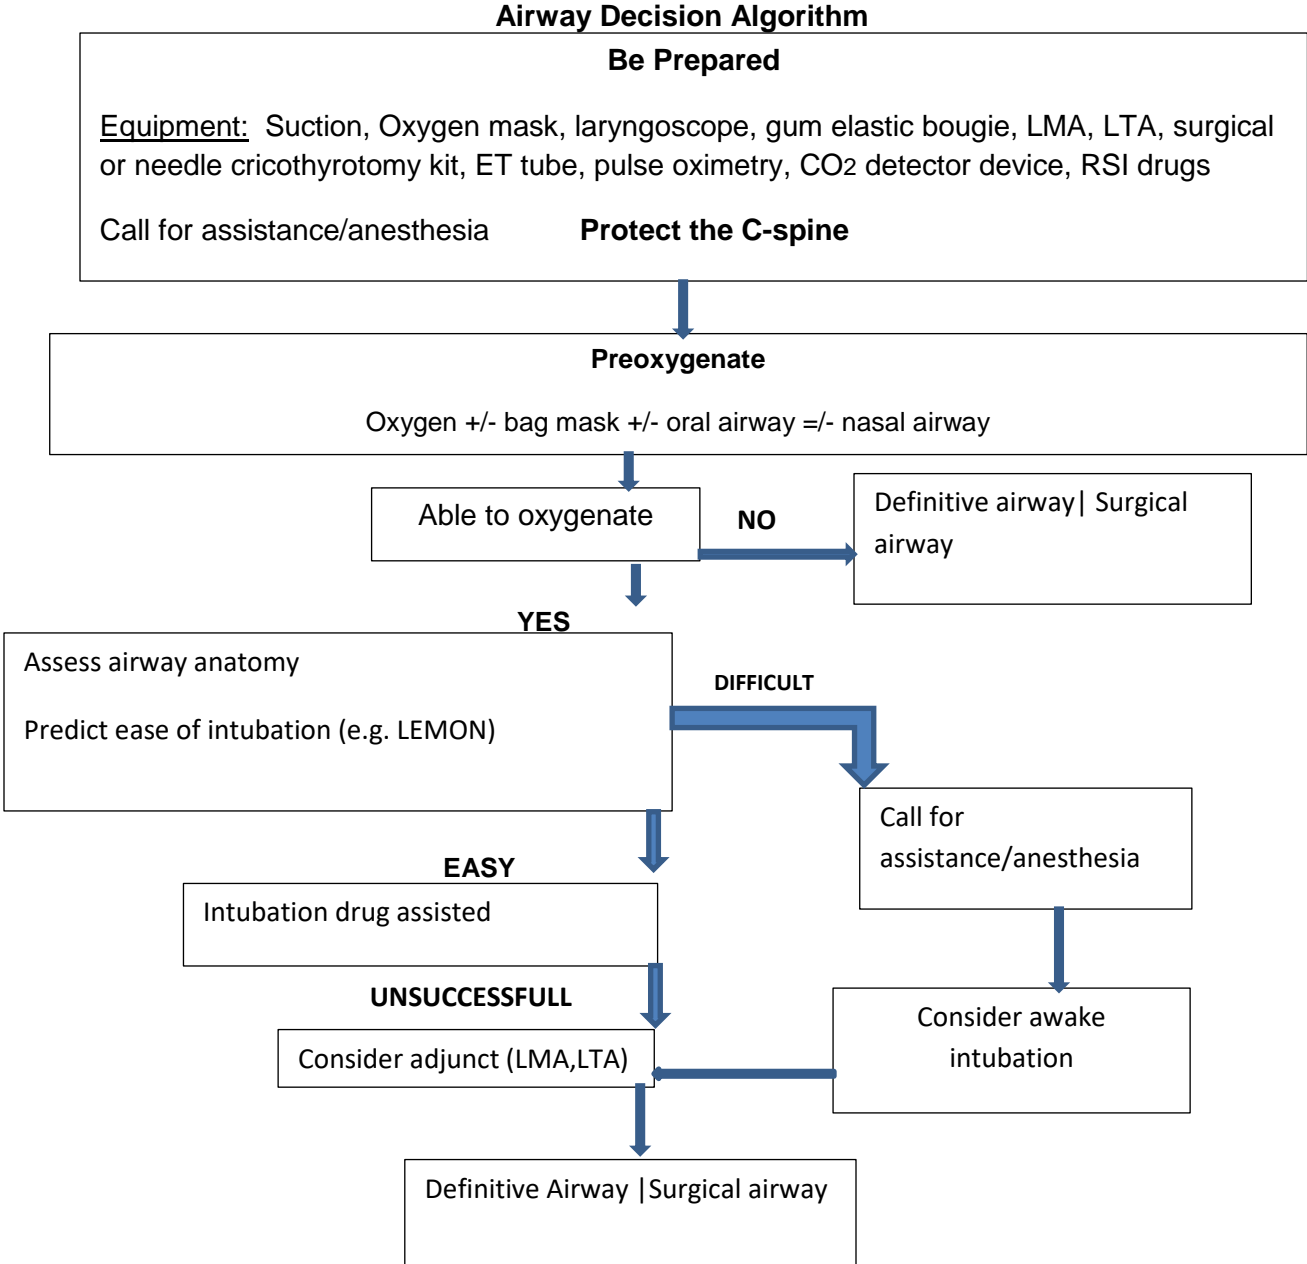 Airway Decision Algorithm
Be Prepared
Equipment: Suction, Oxygen mask, laryngoscope, gum elastic bougie, LMA, LTA, surgical
or needle cricothyrotomy kit, ET tube, pulse oximetry, CO2 detector device, RSI drugs
Call for assistance/anesthesia Protect the C-spine
Preoxygenate
Oxygen +/- bag mask +/- oral airway =/- nasal airway
Able to oxygenate
NO
Definitive airway| Surgical
airway
YES
Assess airway anatomy
Predict ease of intubation (e.g. LEMON)
DIFFICULT
Call for
assistance/anesthesia
EASY
Intubation drug assisted
UNSUCCESSFULL
Consider awake
intubation
Consider adjunct (LMA,LTA)
Definitive Airway |Surgical airway